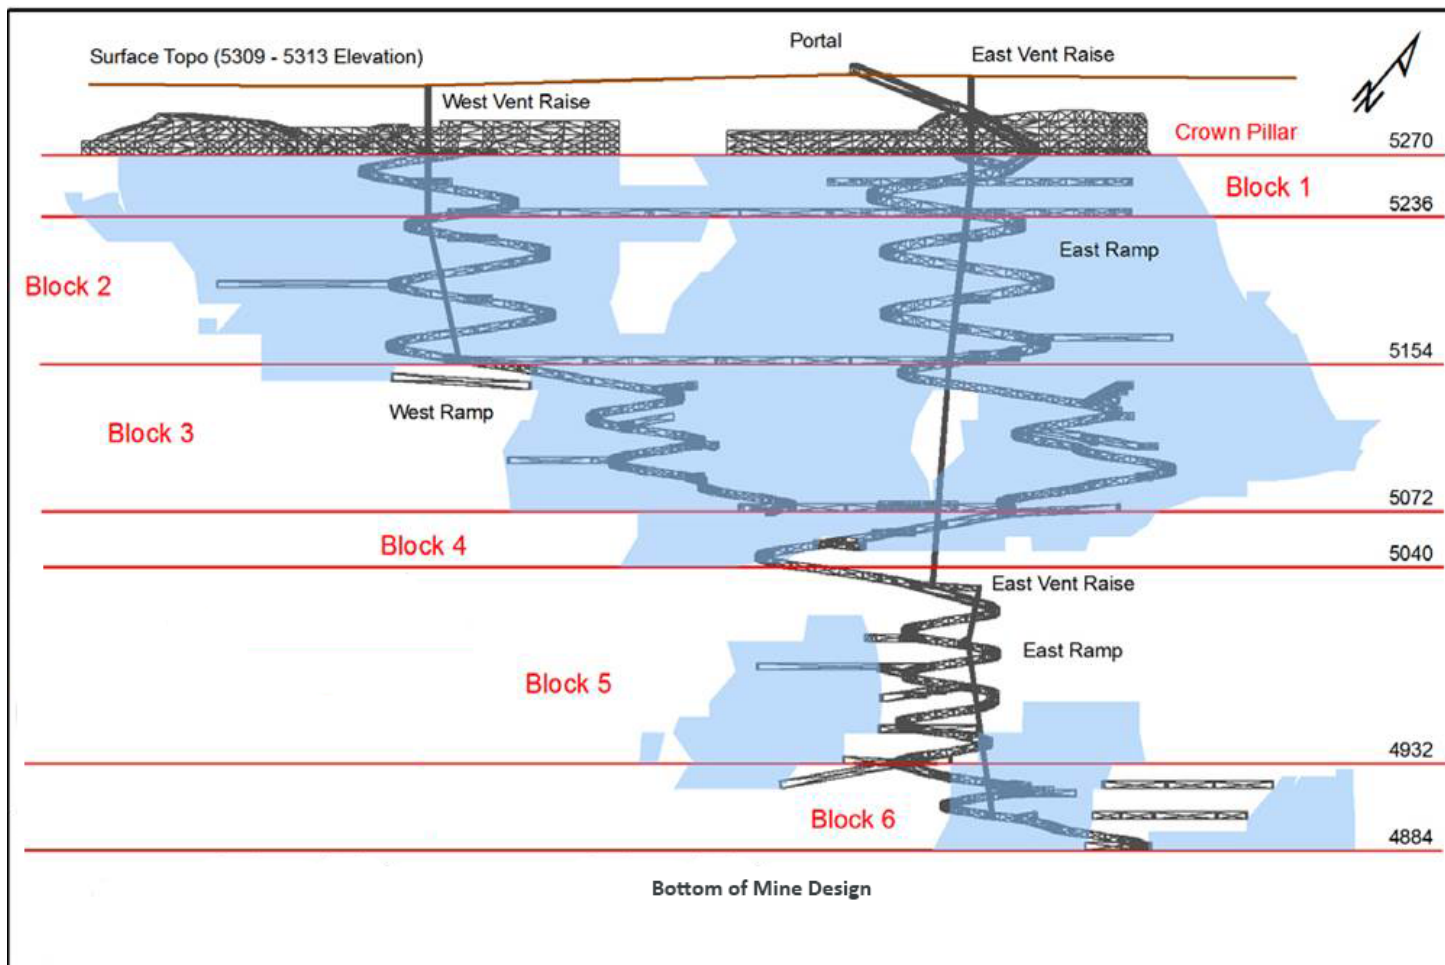 Portal
East Vent Raise
Surface Topo (5309 - 5313 Elevation)
N
West Vent Raise
Crown Pillar
5270
Block 1
5236
East Ramp
Block 2
5154
West Ramp
Block 3
5072
Block 4
5040
East Vent Raise
East Ramp
Block 5
4932
Block 6
4884
Bottom of Mine Design